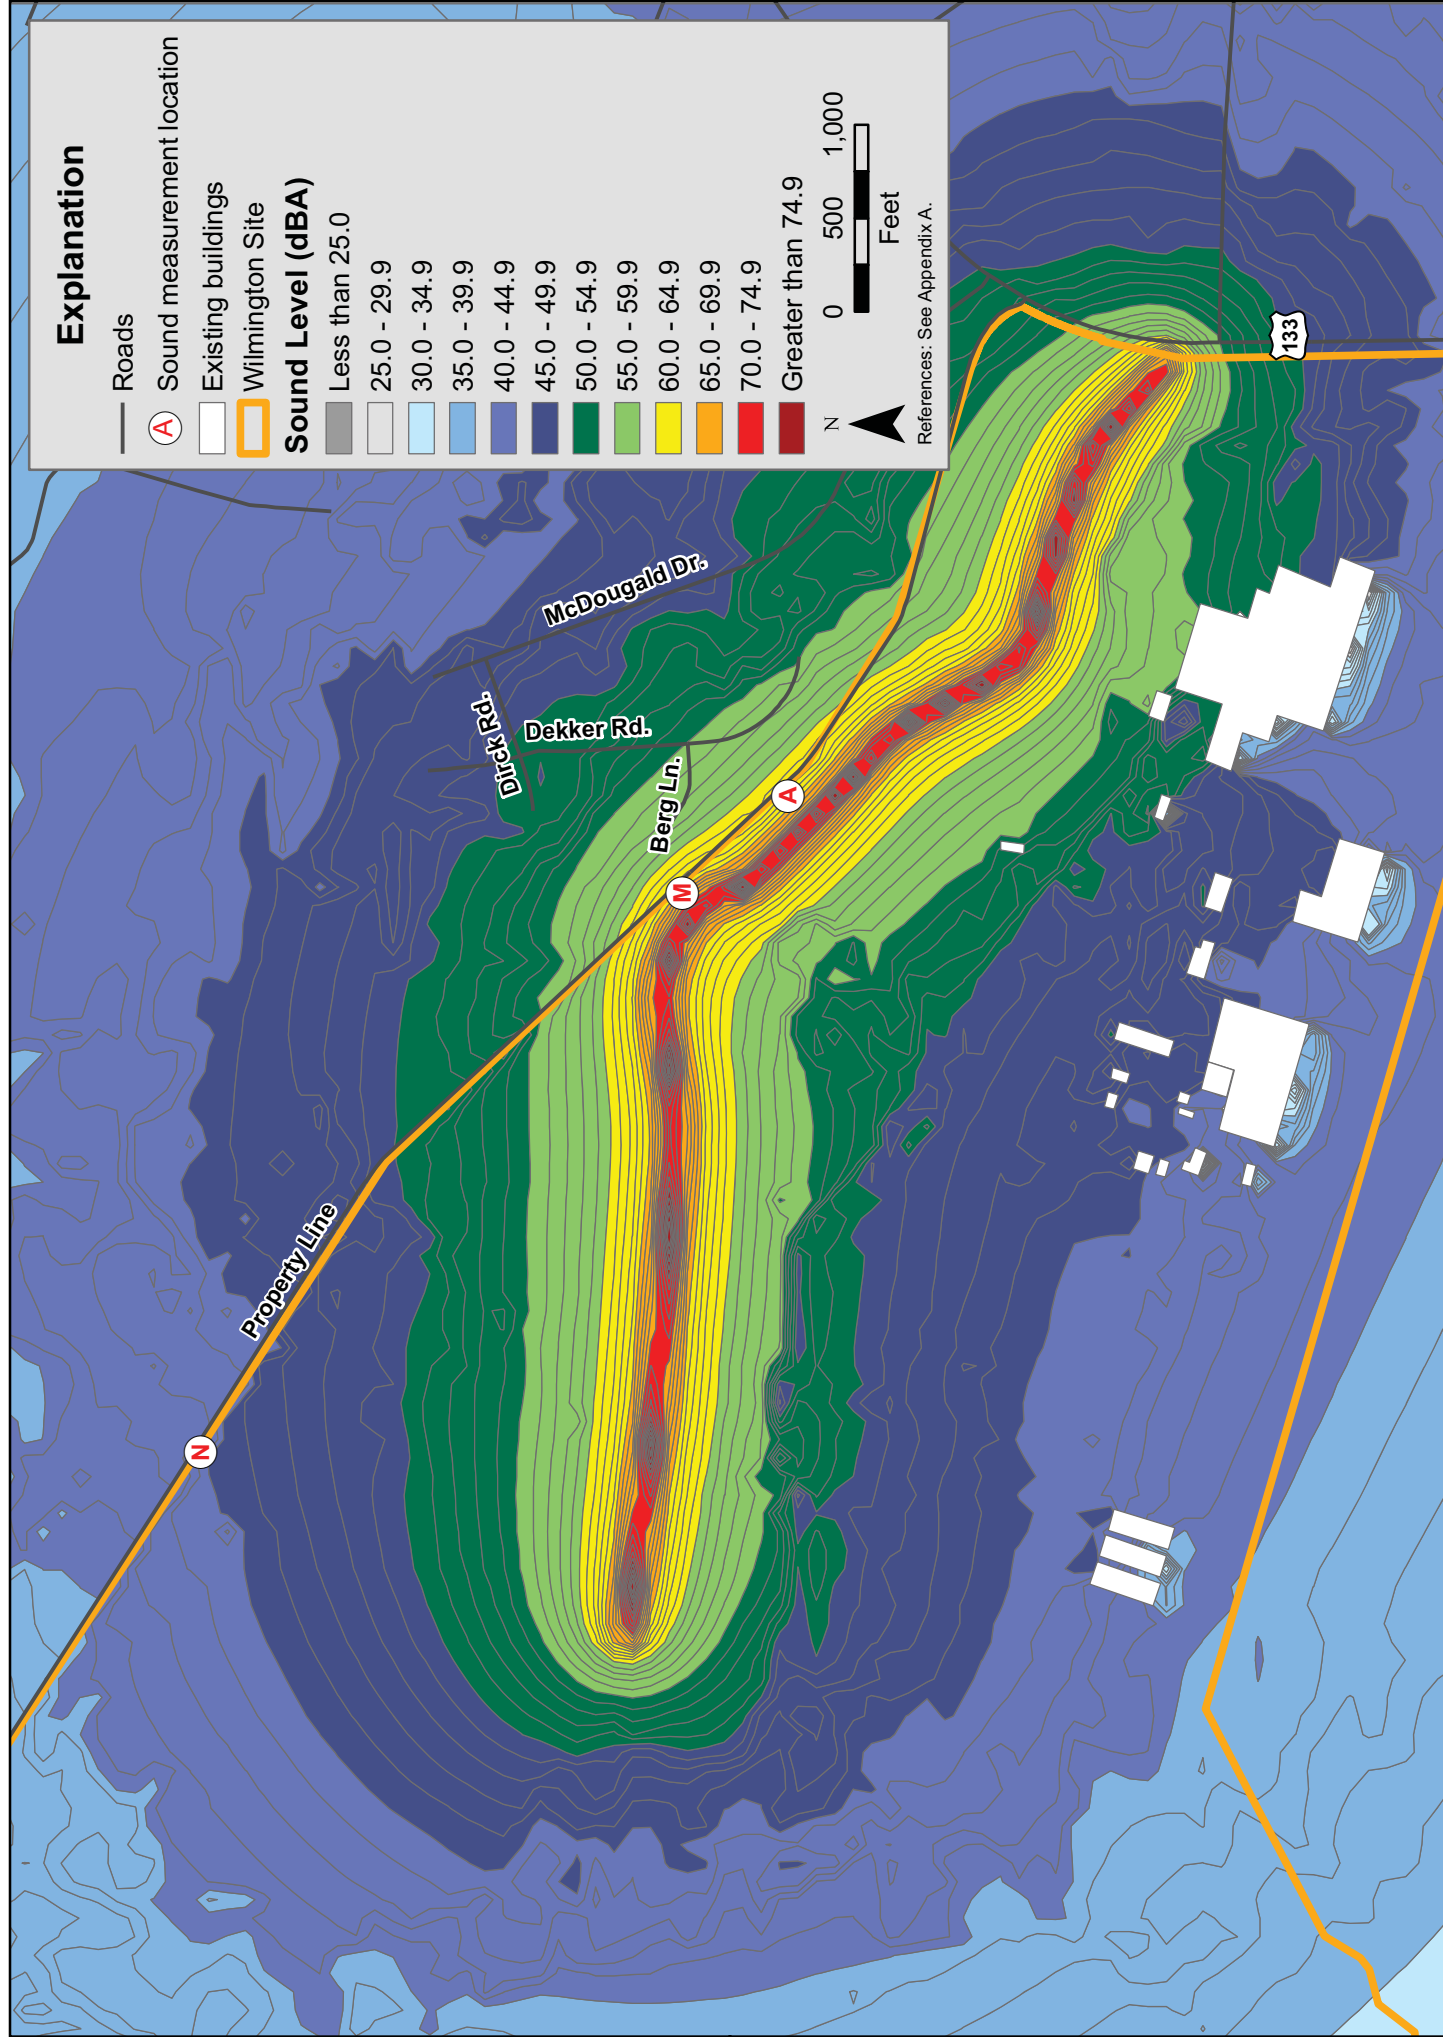 Explanation
Roads
A
Sound measurement location
Existing buildings
Wilmington Site
Sound Level (dBA)
Less than 25.0
25.0 - 29.9
30.0 - 34.9
35.0 - 39.9
40.0 - 44.9
45.0 - 49.9
50.0 - 54.9
55.0 - 59.9
60.0 - 64.9
65.0 - 69.9
70.0 - 74.9
Greater than 74.9
N
0 500 1,000
Feet
References: See Appendix A.
N
Property Line
M
A
Berg Ln.
Dirck Rd.
Dekker Rd.
McDougald Dr.
133